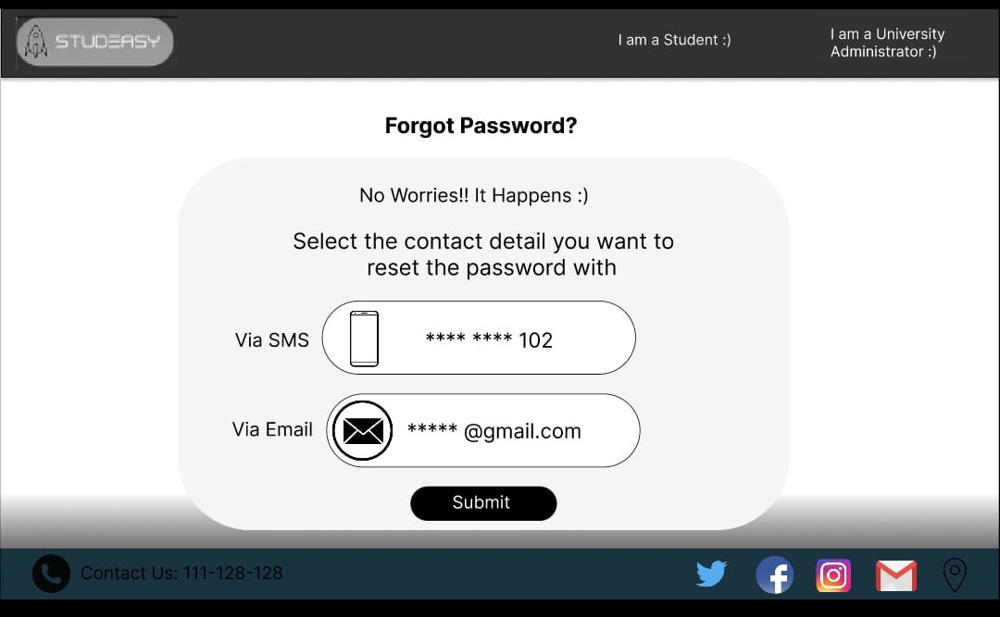 STUDEASY
I am a Student :)
I am a University
Administrator :)
Forgot Password?
No Worries!! It Happens :)
Select the contact detail you want to
reset the password with
Via SMS
**** **** 102
Via Email
***** @gmail.com
Submit
Contact Us: 111-128-128